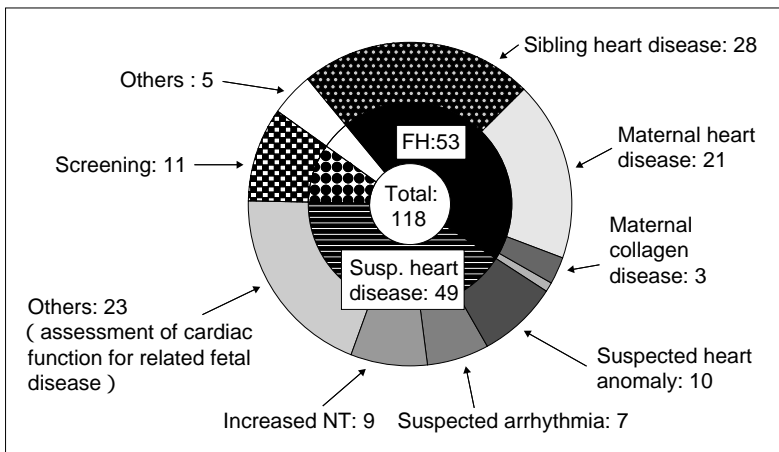 Sibling heart disease: 28
Others : 5
FH:53
Maternal heart
disease: 21
Screening: 11
Total:
118
Maternal
collagen
disease: 3
Susp. heart
disease: 49
Others: 23
( assessment of cardiac
function for related fetal
disease )
Suspected heart
anomaly: 10
Increased NT: 9
Suspected arrhythmia: 7